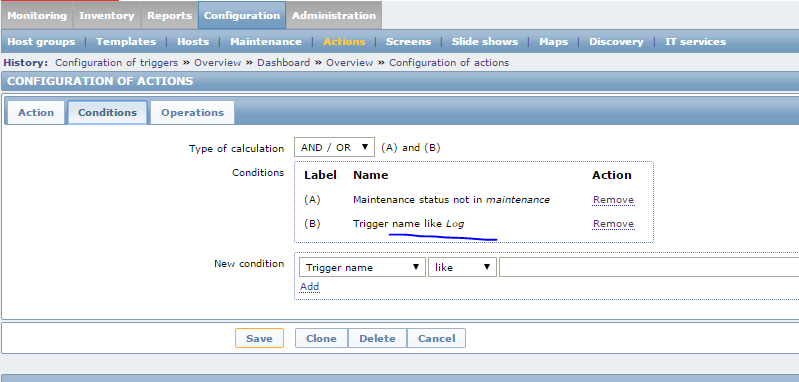 Monitoring Inventory Reports Configuration Administration
Host groups | Templates | Hosts | Maintenance | Actions | Screens | Slide shows | Maps | Discovery | IT services
History: Configuration of triggers » Overview » Dashboard » Overview » Configuration of actions
CONFIGURATION OF ACTIONS
Action Conditions Operations
Type of calculation AND / OR (A) and (B)
Conditions Label Name Action
(A) Maintenance status not in maintenance Remove
(B) Trigger name like Log Remove
New condition Trigger name like
Add
Save Clone Delete Cancel